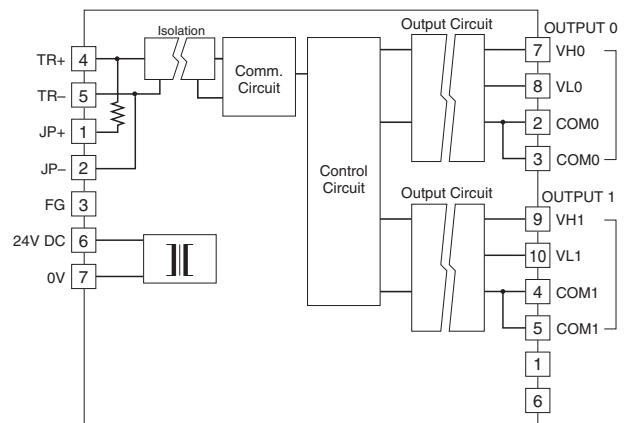 Isolation
Output Circuit
OUTPUT 0
TR+ 4
7 VH0
Comm.
Circuit
TR– 5
8 VL0
JP+ 1
2 COM0
JP– 2
3 COM0
Control
Circuit
Output Circuit
OUTPUT 1
FG 3
9 VH1
24V DC 6
10 VL1
0V 7
4 COM1
5 COM1
1
6